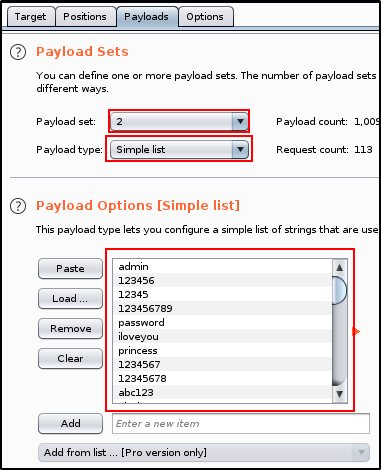 Target Positions Payloads Options
? Payload Sets
You can define one or more payload sets. The number of payload sets
different ways.
Payload set: 2 Payload count: 1,009
Payload type: Simple list Request count: 113
? Payload Options [Simple list]
This payload type lets you configure a simple list of strings that are use
Paste
Load ...
Remove
Clear
admin
123456
12345
123456789
password
iloveyou
princess
1234567
12345678
abc123
Add Enter a new item
Add from list ... [Pro version only]